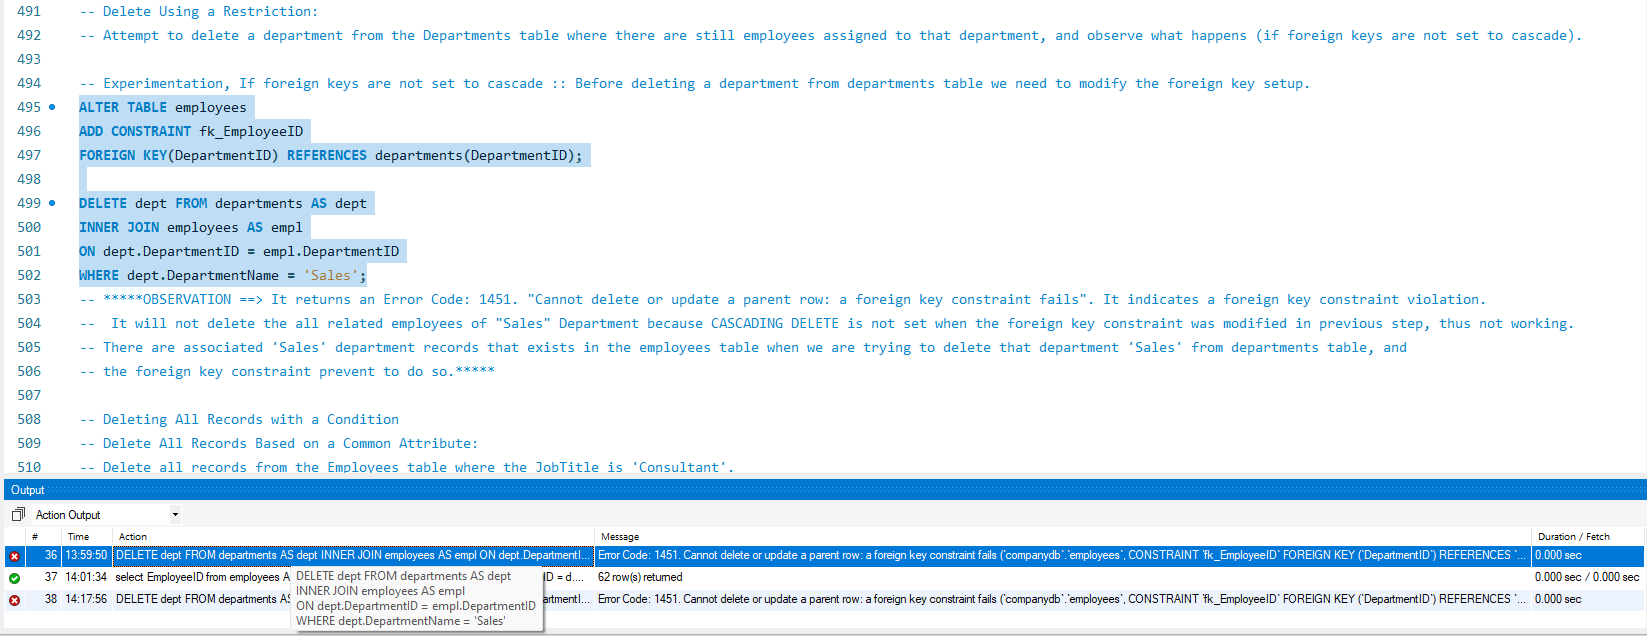 491 -- Delete Using a Restriction:
492 -- Attempt to delete a department from the Departments table where there are still employees assigned to that department, and observe what happens (if foreign keys are not set to cascade).
493
494 -- Experimentation, If foreign keys are not set to cascade :: Before deleting a department from departments table we need to modify the foreign key setup.
495 ALTER TABLE employees
496 ADD CONSTRAINT fk_EmployeeID
497 FOREIGN KEY(DepartmentID) REFERENCES departments(DepartmentID);
498
499 DELETE dept FROM departments AS dept
500 INNER JOIN employees AS empl
501 ON dept.DepartmentID = empl.DepartmentID
502 WHERE dept.DepartmentName = 'Sales';
503 -- *****OBSERVATION ==> It returns an Error Code: 1451. "Cannot delete or update a parent row: a foreign key constraint fails". It indicates a foreign key constraint violation.
504 --  It will not delete the all related employees of "Sales" Department because CASCADING DELETE is not set when the foreign key constraint was modified in previous step, thus not working.
505 -- There are associated 'Sales' department records that exists in the employees table when we are trying to delete that department 'Sales' from departments table, and
506 -- the foreign key constraint prevent to do so.*****
507
508 -- Deleting All Records with a Condition
509 -- Delete All Records Based on a Common Attribute:
510 -- Delete all records from the Employees table where the JobTitle is 'Consultant'.
Output
Action Output
# Time Action Message Duration / Fetch
36 13:59:50 DELETE dept FROM departments AS dept INNER JOIN employees AS empl ON dept.DepartmentI... Error Code: 1451. Cannot delete or update a parent row: a foreign key constraint fails (`companydb`.`employees`, CONSTRAINT `fk_EmployeeID` FOREIGN KEY (`DepartmentID`) REFERENCES `... 0.000 sec
37 14:01:34 select EmployeeID from employees A ID = d.... 62 row(s) returned 0.000 sec / 0.000 sec
38 14:17:56 DELETE dept FROM departments AS artmentI... Error Code: 1451. Cannot delete or update a parent row: a foreign key constraint fails (`companydb`.`employees`, CONSTRAINT `fk_EmployeeID` FOREIGN KEY (`DepartmentID`) REFERENCES `... 0.000 sec
DELETE dept FROM departments AS dept
INNER JOIN employees AS empl
ON dept.DepartmentID = empl.DepartmentID
WHERE dept.DepartmentName = 'Sales'